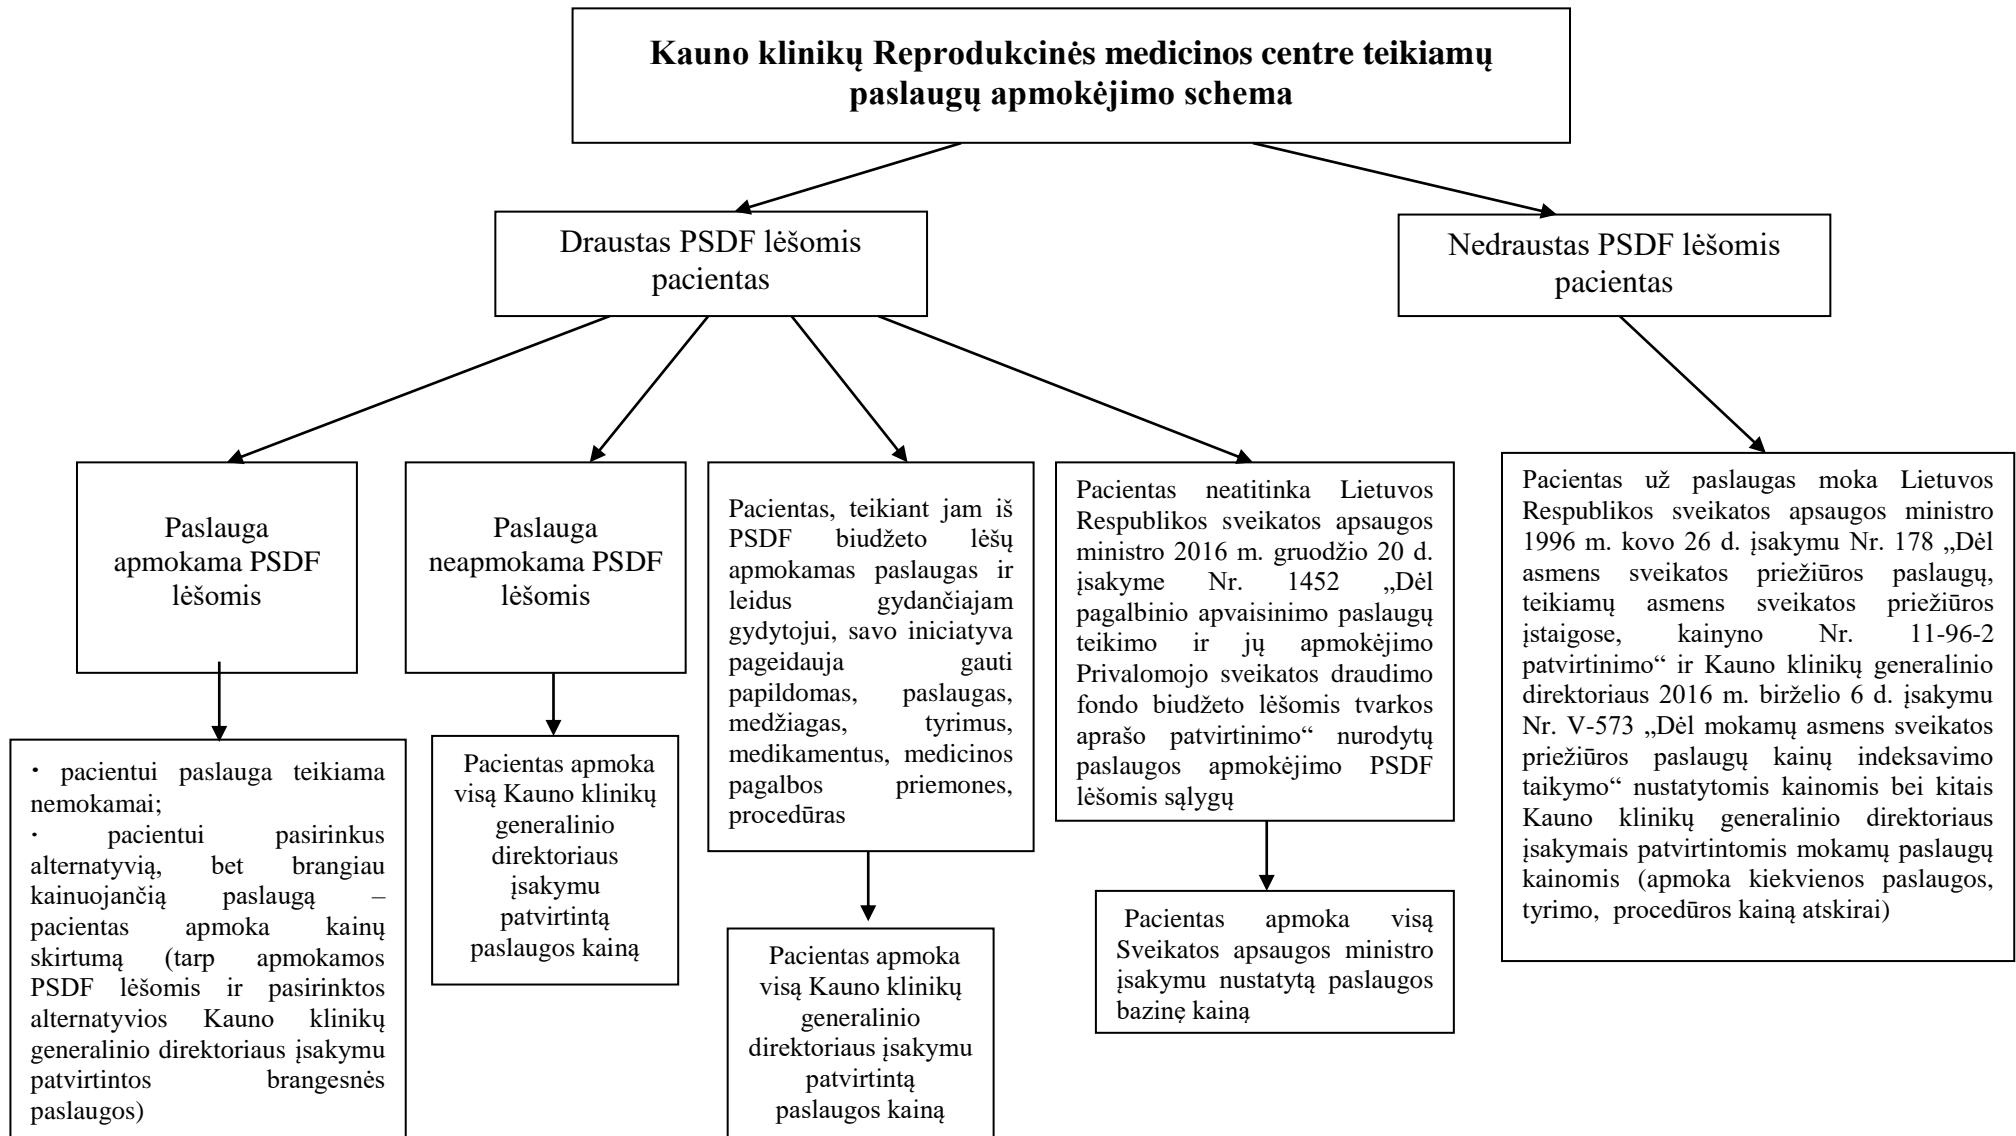 Kauno klinikų Reprodukcinės medicinos centre teikiamų
paslaugų apmokėjimo schema
Draustas PSDF lėšomis
pacientas
Nedraustas PSDF lėšomis
pacientas
Paslauga
apmokama PSDF
lėšomis
Paslauga
neapmokama PSDF
lėšomis
Pacientas, teikiant jam iš
PSDF biudžeto lėšų
apmokamas paslaugas ir
leidus gydančiajam
gydytojui, savo iniciatyva
pageidauja gauti
papildomas, paslaugas,
medžiagas, tyrimus,
medikamentus, medicinos
pagalbos priemones,
procedūras
Pacientas neatitinka Lietuvos
Respublikos sveikatos apsaugos
ministro 2016 m. gruodžio 20 d.
įsakyme Nr. 1452 „Dėl
pagalbinio apvaisinimo paslaugų
teikimo ir jų apmokėjimo
Privalomojo sveikatos draudimo
fondo biudžeto lėšomis tvarkos
aprašo patvirtinimo“ nurodytų
paslaugos apmokėjimo PSDF
lėšomis sąlygų
Pacientas už paslaugas moka Lietuvos
Respublikos sveikatos apsaugos ministro
1996 m. kovo 26 d. įsakymu Nr. 178 „Dėl
asmens sveikatos priežiūros paslaugų,
teikiamų asmens sveikatos priežiūros
įstaigose, kainyno Nr. 11-96-2
patvirtinimo“ ir Kauno klinikų generalinio
direktoriaus 2016 m. birželio 6 d. įsakymu
Nr. V-573 „Dėl mokamų asmens sveikatos
priežiūros paslaugų kainų indeksavimo
taikymo“ nustatytomis kainomis bei kitais
Kauno klinikų generalinio direktoriaus
įsakymais patvirtintomis mokamų paslaugų
kainomis (apmoka kiekvienos paslaugos,
tyrimo, procedūros kainą atskirai)
· pacientui paslauga teikiama
nemokamai;
· pacientui pasirinkus
alternatyvią, bet brangiau
kainuojančią paslaugą –
pacientas apmoka kainų
skirtumą (tarp apmokamos
PSDF lėšomis ir pasirinktos
alternatyvios Kauno klinikų
generalinio direktoriaus įsakymu
patvirtintos brangesnės
paslaugos)
Pacientas apmoka
visą Kauno klinikų
generalinio
direktoriaus
įsakymu
patvirtintą
paslaugos kainą
Pacientas apmoka
visą Kauno klinikų
generalinio
direktoriaus įsakymu
patvirtintą
paslaugos kainą
Pacientas apmoka visą
Sveikatos apsaugos ministro
įsakymu nustatytą paslaugos
bazinę kainą